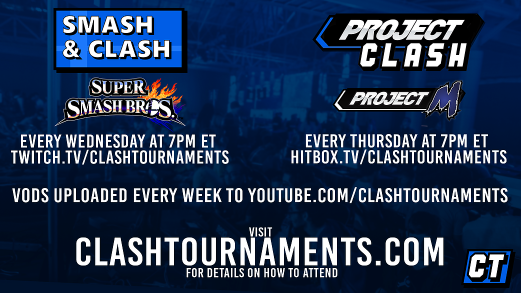 SMASH
& CLASH
SUPER
SMASH BROS.
EVERY WEDNESDAY AT 7PM ET
TWITCH.TV/CLASHTOURNAMENTS
PROJECT
CLASH
PROJECT M
EVERY THURSDAY AT 7PM ET
HITBOX.TV/CLASHTOURNAMENTS
VODS UPLOADED EVERY WEEK TO YOUTUBE.COM/CLASHTOURNAMENTS
VISIT
CLASHTOURNAMENTS.COM
FOR DETAILS ON HOW TO ATTEND
CT